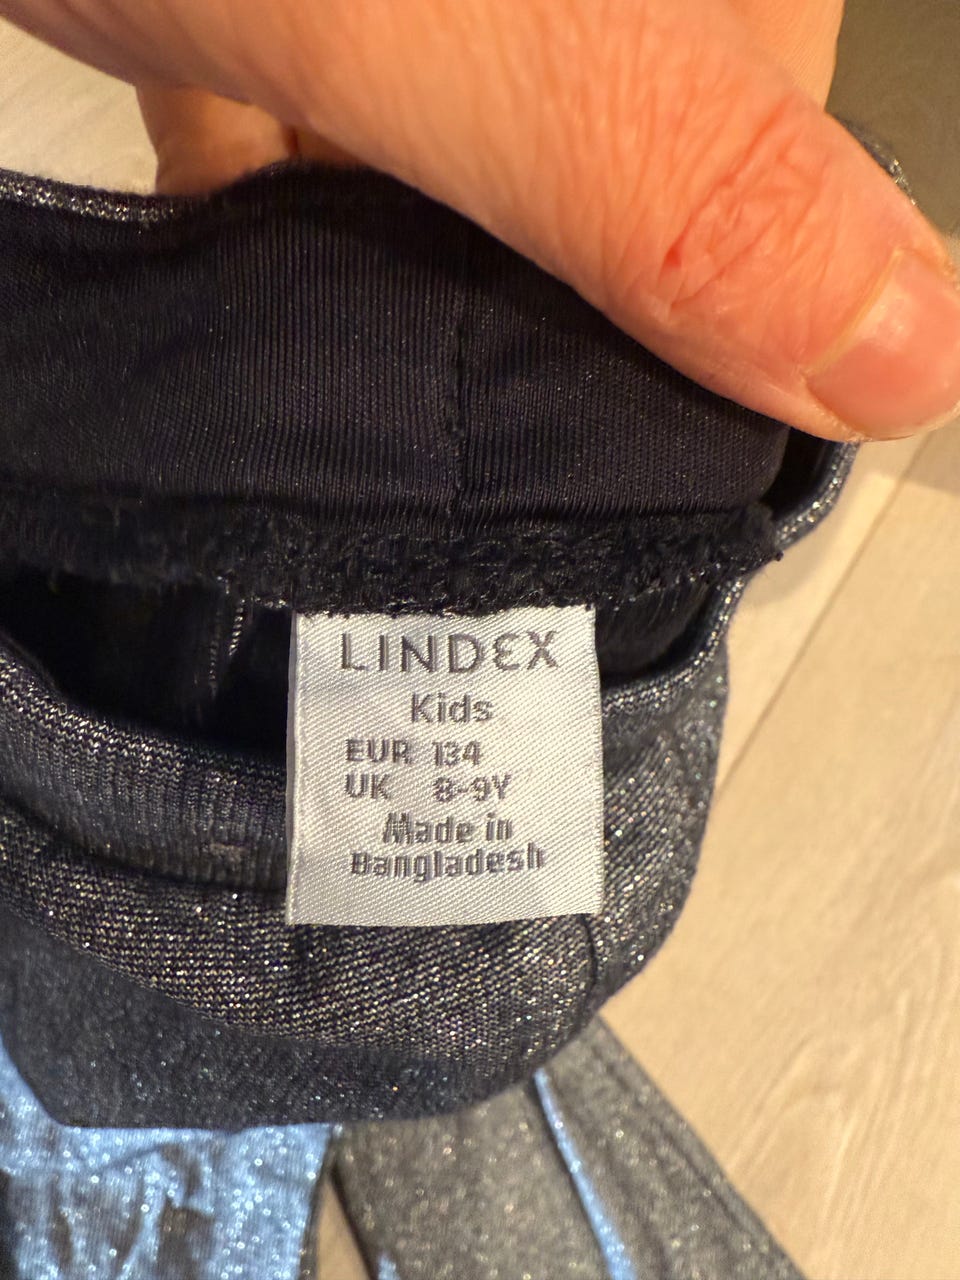 LINDEX
Kids
EUR 134
UK 8-9Y
Made in
Bangladesh